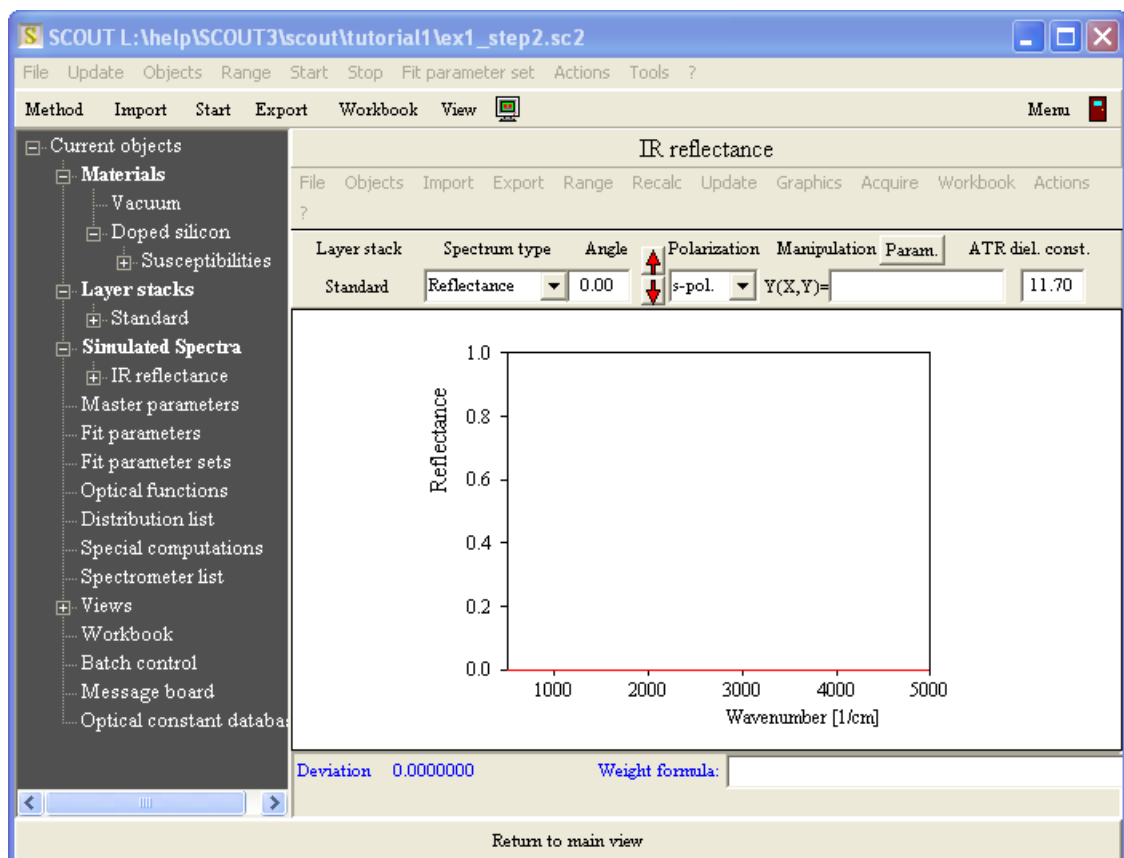 SCOUT L:\help\SCOUT3\scout\tutorial1\ex1_step2.sc2
File Update Objects Range Start Stop Fit parameter set Actions Tools ?
Method Import Start Export Workbook View Menu
Current objects
Materials
Vacuum
Doped silicon
Susceptibilities
Layer stacks
Standard
Simulated Spectra
IR reflectance
Master parameters
Fit parameters
Fit parameter sets
Optical functions
Distribution list
Special computations
Spectrometer list
Views
Workbook
Batch control
Message board
Optical constant databa
IR reflectance
File Objects Import Export Range Recalc Update Graphics Acquire Workbook Actions
?
Layer stack Spectrum type Angle Polarization Manipulation Param. ATR diel. const.
Standard Reflectance 0.00 s-pol. Y(X,Y)= 11.70
1.0
0.8
0.6
0.4
0.2
0.0
Reflectance
1000 2000 3000 4000 5000
Wavenumber [1/cm]
Deviation 0.0000000 Weight formula:
Return to main view